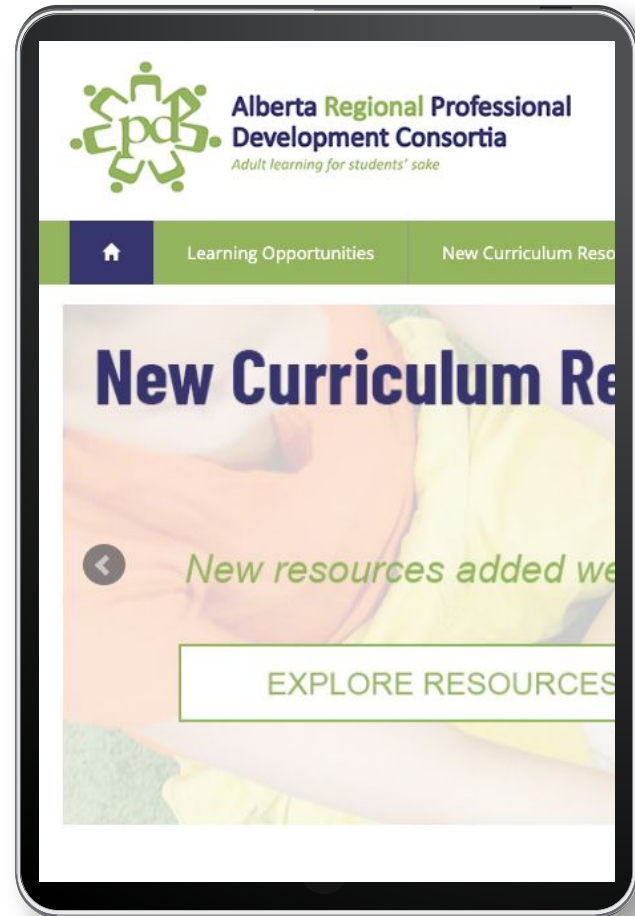 pd
Alberta Regional Professional
Development Consortia
Adult learning for students' sake
Learning Opportunities
New Curriculum Reso
New Curriculum Re
New resources added we
EXPLORE RESOURCES